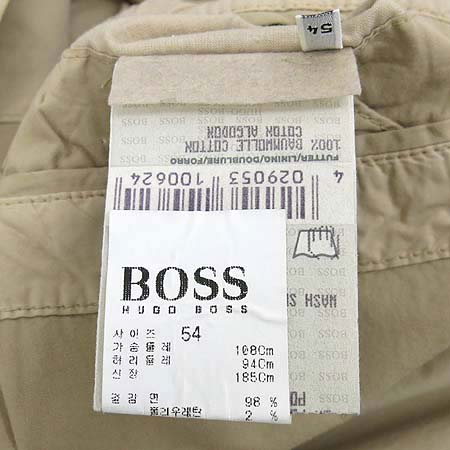 54
100% BAUMWOLLE COTTON
COTON ALGODON
FUTTER/LINING/DOUBLURE/FORRO
4 029053 100624
WASH
BOSS
HUGO BOSS
사이즈 54
가슴둘레 108Cm
허리둘레 94Cm
신장 185Cm
겉감면 98 %
폴리우레탄 2 %